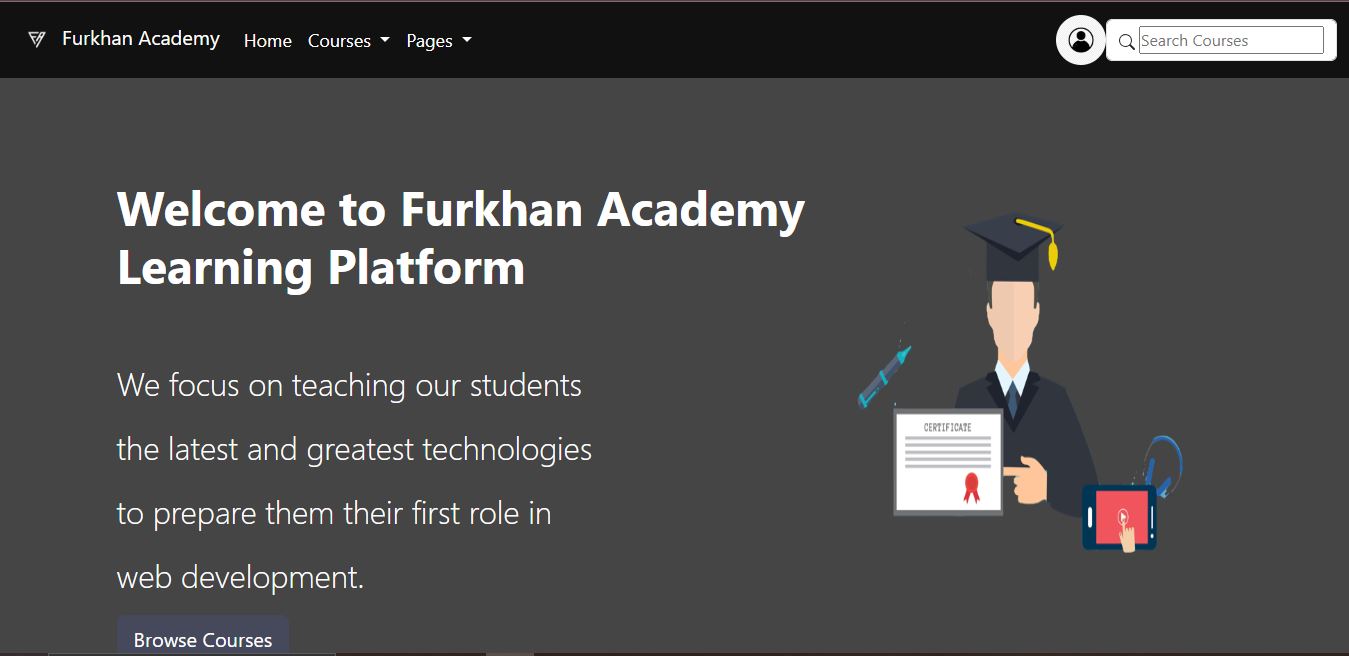 Furkhan Academy Home Courses Pages Search Courses
Welcome to Furkhan Academy
Learning Platform
We focus on teaching our students
the latest and greatest technologies
to prepare them their first role in
web development.
Browse Courses
CERTIFICATE